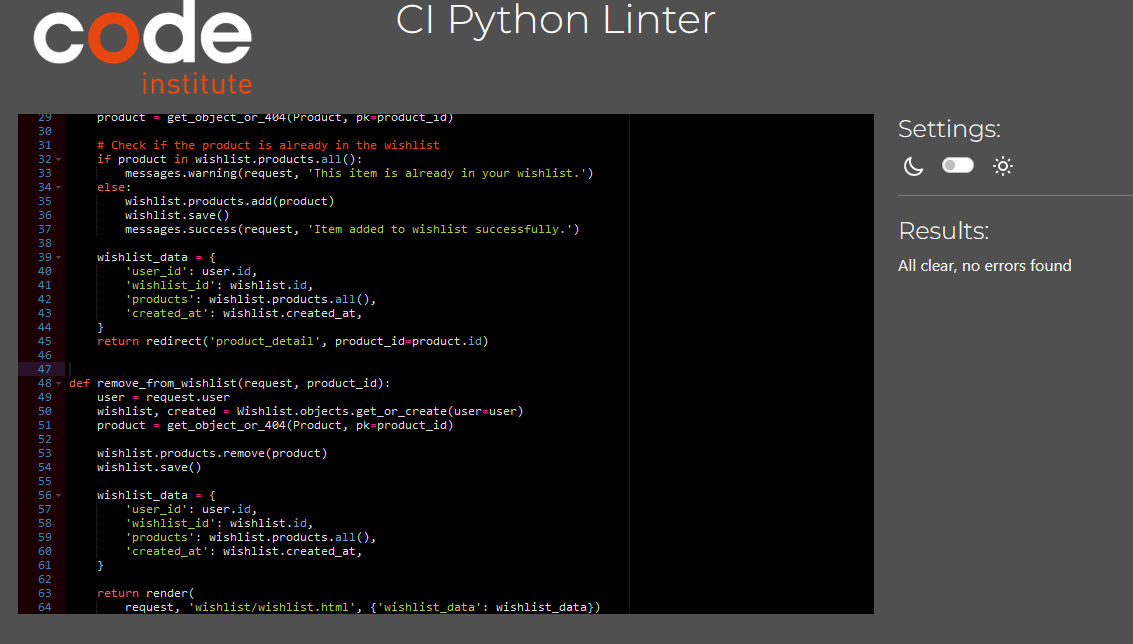 code
institute
CI Python Linter
29     product = get_object_or_404(Product, pk=product_id)
30
31     # Check if the product is already in the wishlist
32     if product in wishlist.products.all():
33         messages.warning(request, 'This item is already in your wishlist.')
34     else:
35         wishlist.products.add(product)
36         wishlist.save()
37         messages.success(request, 'Item added to wishlist successfully.')
38
39     wishlist_data = {
40         'user_id': user.id,
41         'wishlist_id': wishlist.id,
42         'products': wishlist.products.all(),
43         'created_at': wishlist.created_at,
44     }
45     return redirect('product_detail', product_id=product.id)
46
47
48 def remove_from_wishlist(request, product_id):
49     user = request.user
50     wishlist, created = Wishlist.objects.get_or_create(user=user)
51     product = get_object_or_404(Product, pk=product_id)
52
53     wishlist.products.remove(product)
54     wishlist.save()
55
56     wishlist_data = {
57         'user_id': user.id,
58         'wishlist_id': wishlist.id,
59         'products': wishlist.products.all(),
60         'created_at': wishlist.created_at,
61     }
62
63     return render(
64         request, 'wishlist/wishlist.html', {'wishlist_data': wishlist_data})
Settings:
Results:
All clear, no errors found